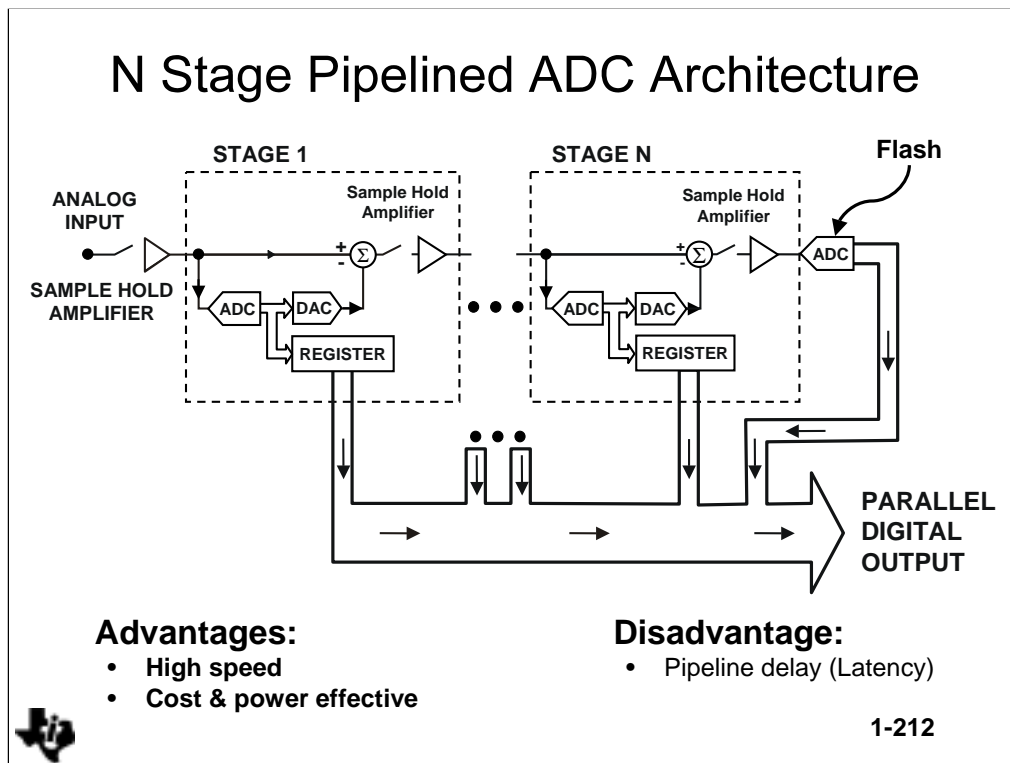 N Stage Pipelined ADC Architecture
STAGE 1
STAGE N
Flash
ANALOG
INPUT
Sample Hold
Amplifier
Sample Hold
Amplifier
+
-
Σ
+
-
Σ
ADC
SAMPLE HOLD
AMPLIFIER
ADC
DAC
ADC
DAC
REGISTER
REGISTER
PARALLEL
DIGITAL
OUTPUT
Advantages:
• High speed
• Cost & power effective
Disadvantage:
• Pipeline delay (Latency)
1-212